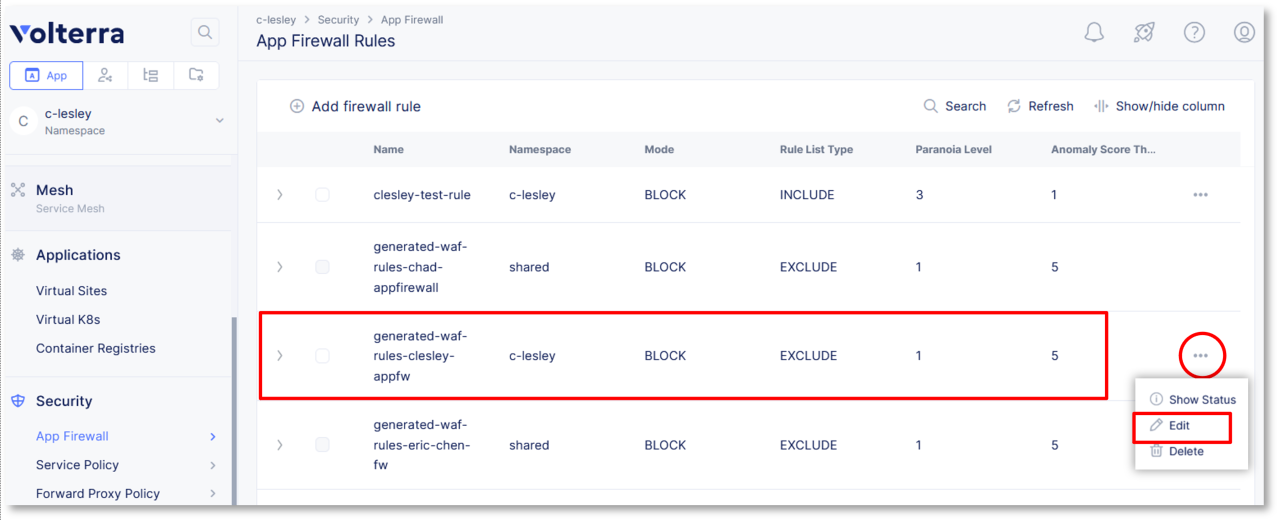 Volterra
App
C
c-lesley
Namespace
Mesh
Service Mesh
Applications
Virtual Sites
Virtual K8s
Container Registries
Security
App Firewall
Service Policy
Forward Proxy Policy
c-lesley > Security > App Firewall
App Firewall Rules
Add firewall rule
Search Refresh Show/hide column
Name Namespace Mode Rule List Type Paranoia Level Anomaly Score Th...
clesley-test-rule c-lesley BLOCK INCLUDE 3 1
generated-waf-
rules-chad- shared BLOCK EXCLUDE 1 5
appfirewall
generated-waf-
rules-clesley- c-lesley BLOCK EXCLUDE 1 5
appfw
generated-waf-
rules-eric-chen- shared BLOCK EXCLUDE 1 5
fw
Show Status
Edit
Delete